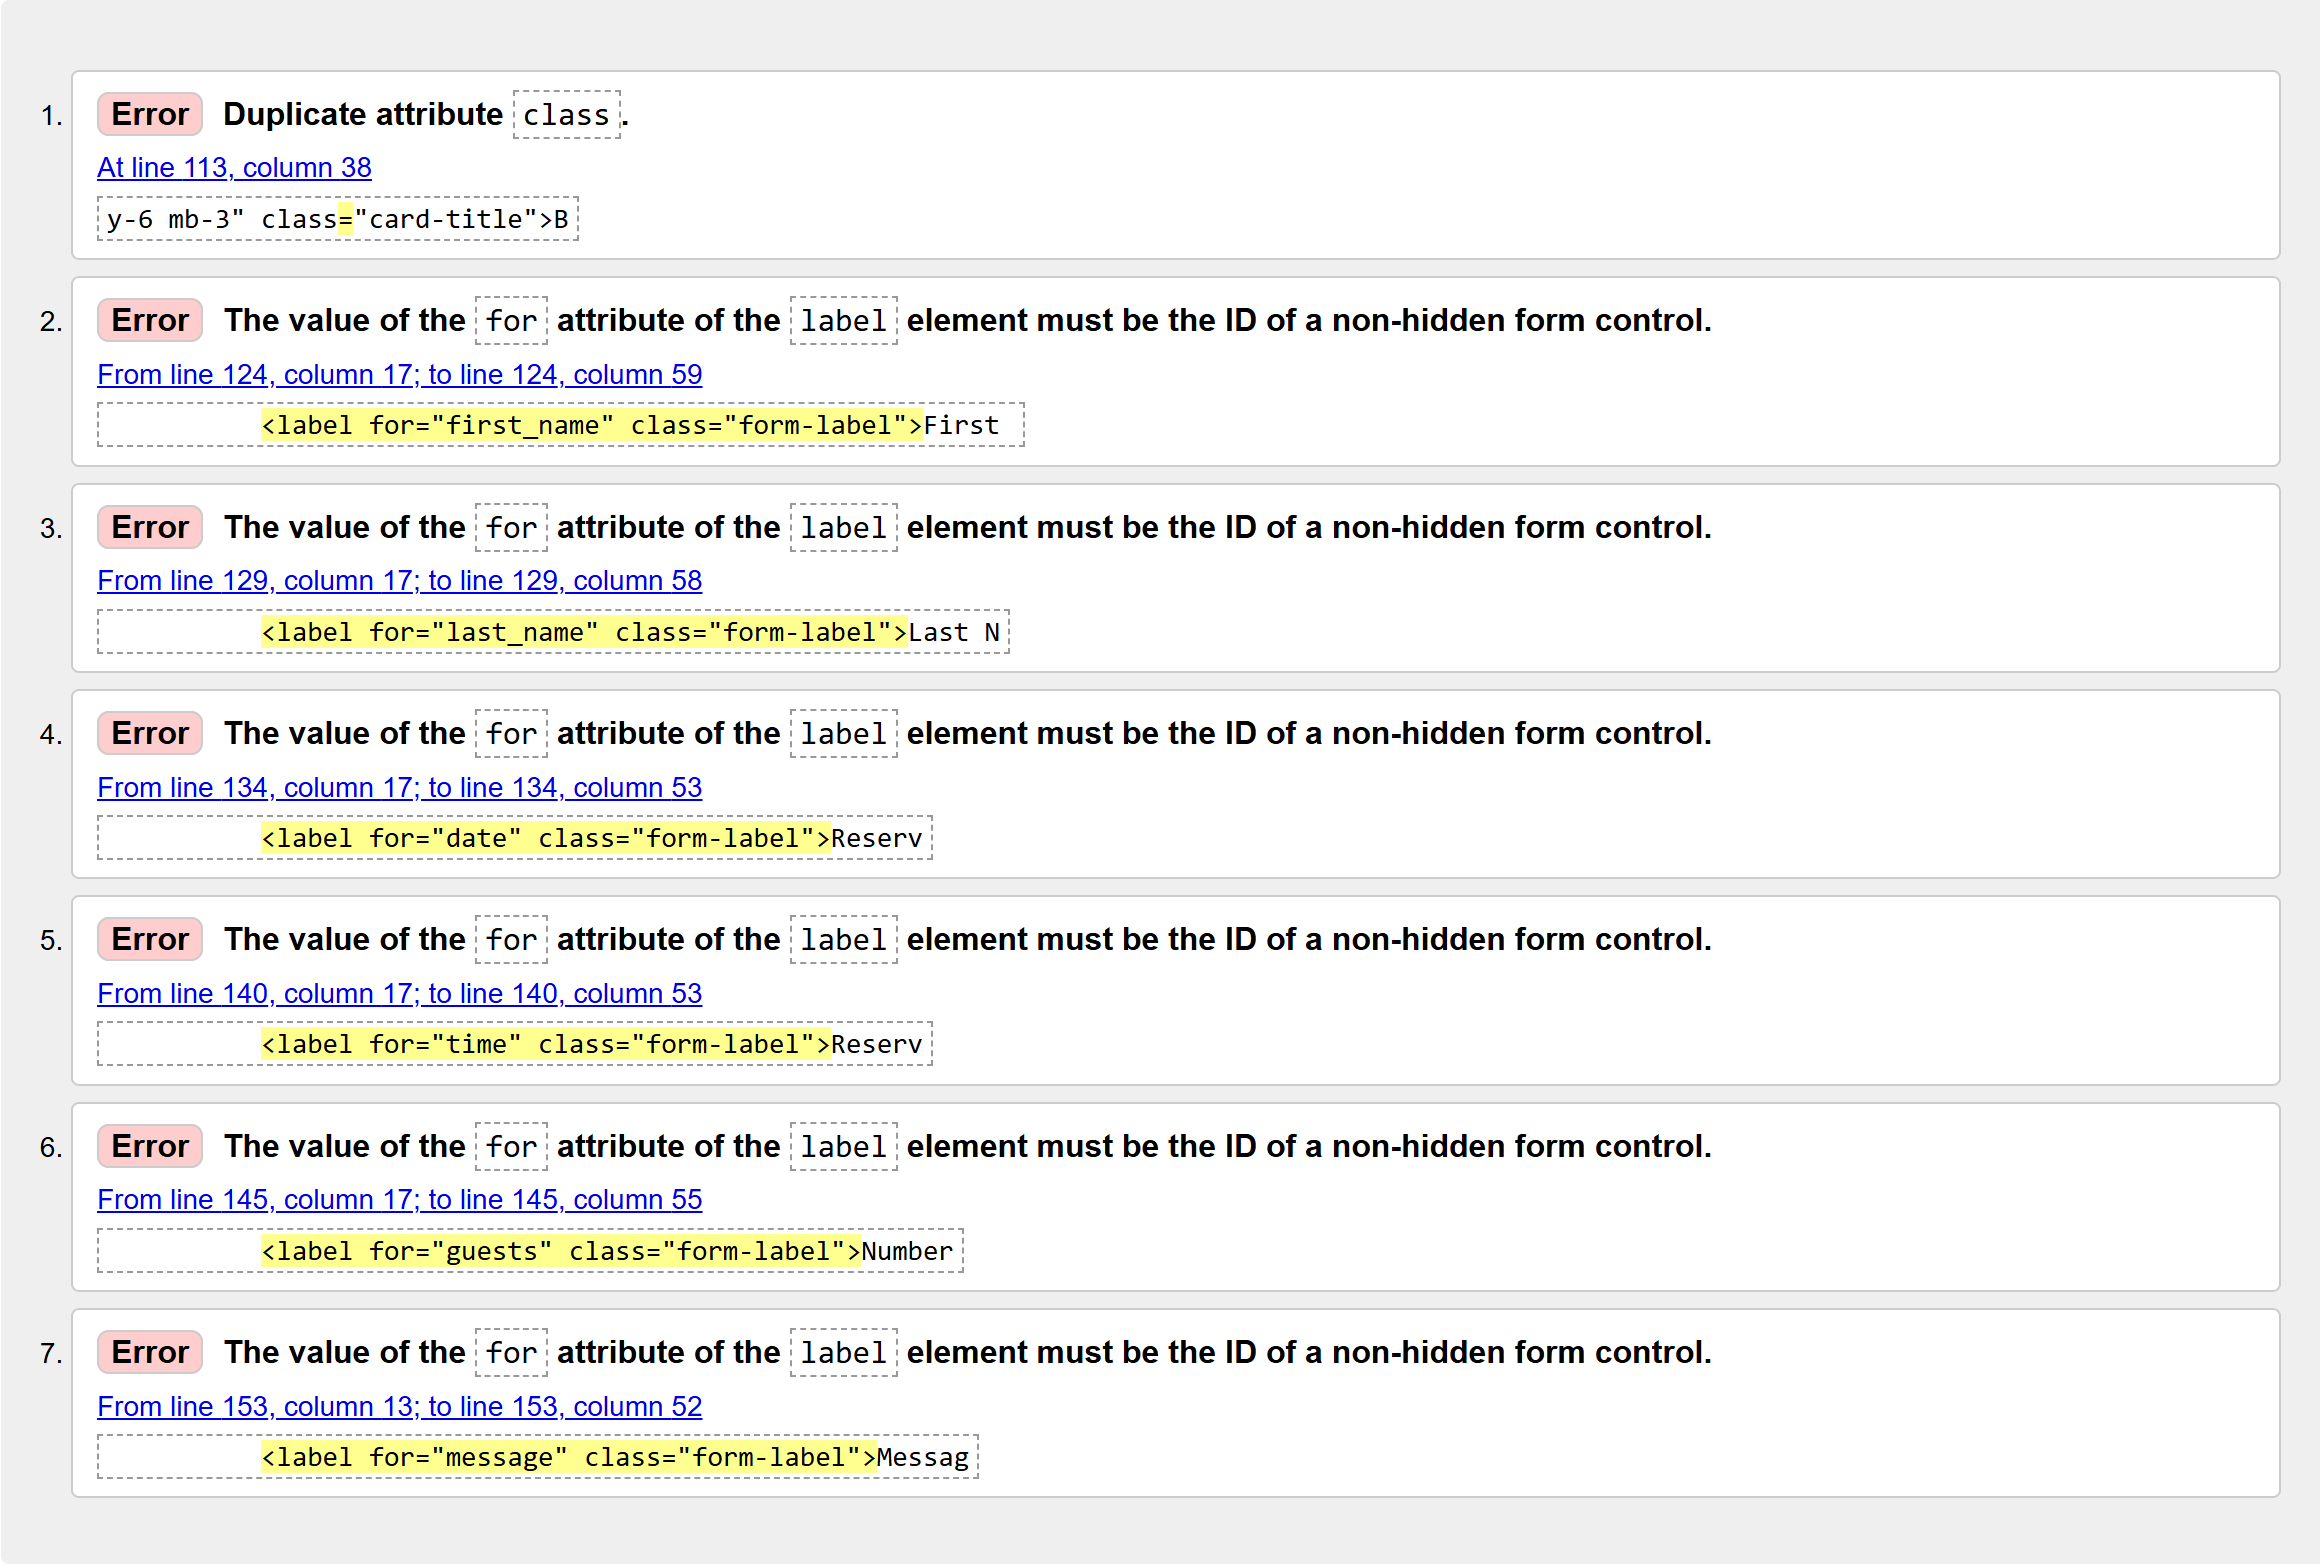 1. Error Duplicate attribute class.
At line 113, column 38
y-6 mb-3" class="card-title">B
2. Error The value of the for attribute of the label element must be the ID of a non-hidden form control.
From line 124, column 17; to line 124, column 59
<label for="first_name" class="form-label">First
3. Error The value of the for attribute of the label element must be the ID of a non-hidden form control.
From line 129, column 17; to line 129, column 58
<label for="last_name" class="form-label">Last N
4. Error The value of the for attribute of the label element must be the ID of a non-hidden form control.
From line 134, column 17; to line 134, column 53
<label for="date" class="form-label">Reserv
5. Error The value of the for attribute of the label element must be the ID of a non-hidden form control.
From line 140, column 17; to line 140, column 53
<label for="time" class="form-label">Reserv
6. Error The value of the for attribute of the label element must be the ID of a non-hidden form control.
From line 145, column 17; to line 145, column 55
<label for="guests" class="form-label">Number
7. Error The value of the for attribute of the label element must be the ID of a non-hidden form control.
From line 153, column 13; to line 153, column 52
<label for="message" class="form-label">Messag